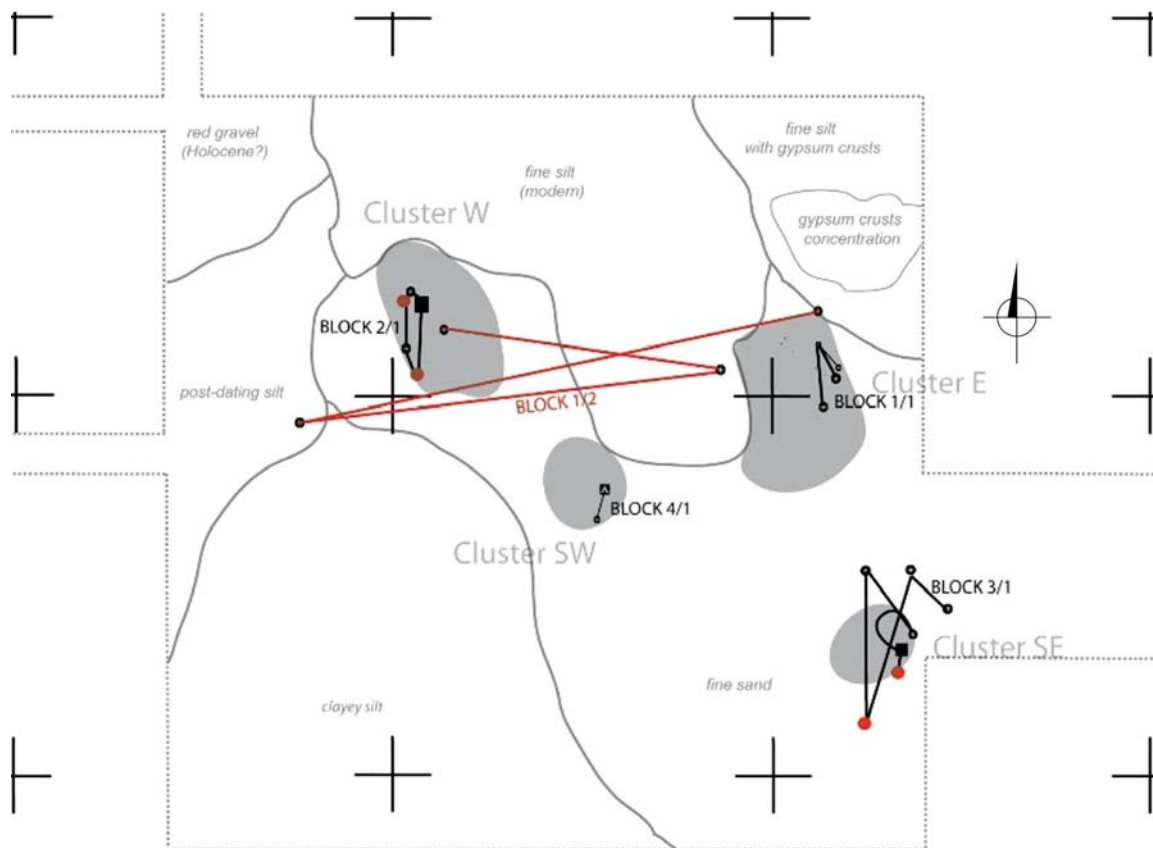 red gravel
(Holocene?)
fine silt
with gypsum crusts
fine silt
(modern)
Cluster W
gypsum crusts
concentration
BLOCK 2/1
post-dating silt
BLOCK 1/2
Cluster E
BLOCK 1/1
BLOCK 4/1
Cluster SW
BLOCK 3/1
Cluster SE
fine sand
clayey silt